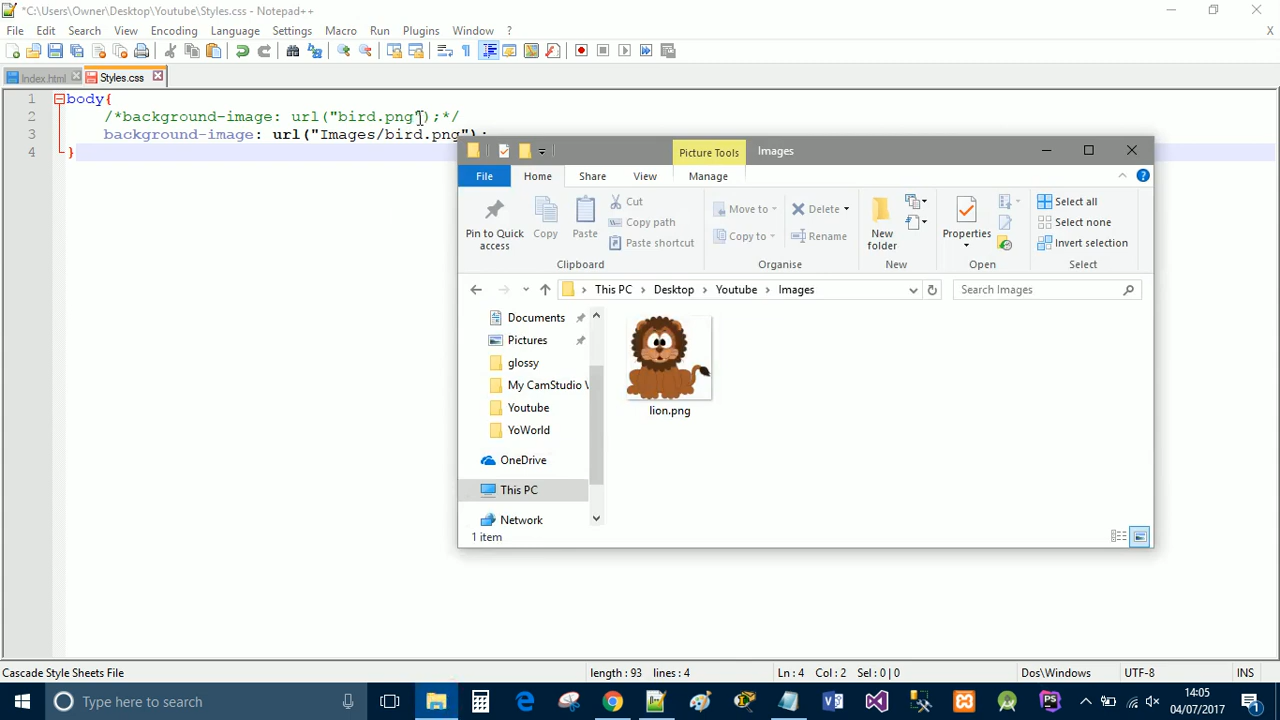 *C:\Users\Owner\Desktop\Youtube\Styles.css - Notepad++
File Edit Search View Encoding Language Settings Macro Run Plugins Window ?
X
Index.html Styles.css
1 body{
2 /*background-image: url("bird.png");*/
3 background-image: url("Images/bird.png");
4 }
Picture Tools Images
File Home Share View Manage
Pin to Quick access
Copy
Paste
Cut
Copy path
Paste shortcut
Move to
Copy to
Delete
Rename
New folder
Properties
Select all
Select none
Invert selection
Clipboard Organise New Open Select
This PC > Desktop > Youtube > Images
Search Images
Documents
Pictures
glossy
My CamStudio
Youtube
YoWorld
OneDrive
This PC
Network
lion.png
1 item
Cascade Style Sheets File length : 93 lines : 4 Ln : 4 Col : 2 Sel : 0 | 0 Dos\Windows UTF-8 INS
Type here to search
PS
14:05
04/07/2017
1